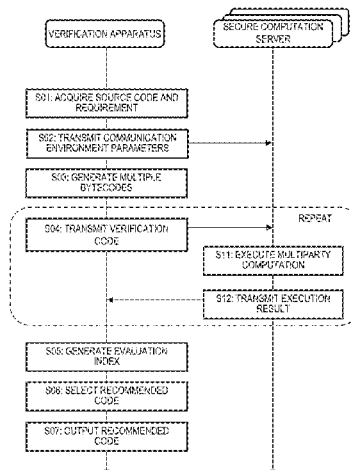 VERIFICATION APPARATUS
SECURE COMPUTATION
SERVER
S01: ACQUIRE SOURCE CODE AND
REQUIREMENT
S02: TRANSMIT COMMUNICATION
ENVIRONMENT PARAMETERS
S03: GENERATE MULTIPLE
BYTECODES
REPEAT
S04: TRANSMIT VERIFICATION
CODE
S11: EXECUTE MULTIPARTY
COMPUTATION
S12: TRANSMIT EXECUTION
RESULT
S05: GENERATE EVALUATION
INDEX
S06: SELECT RECOMMENDED
CODE
S07: OUTPUT RECOMMENDED
CODE